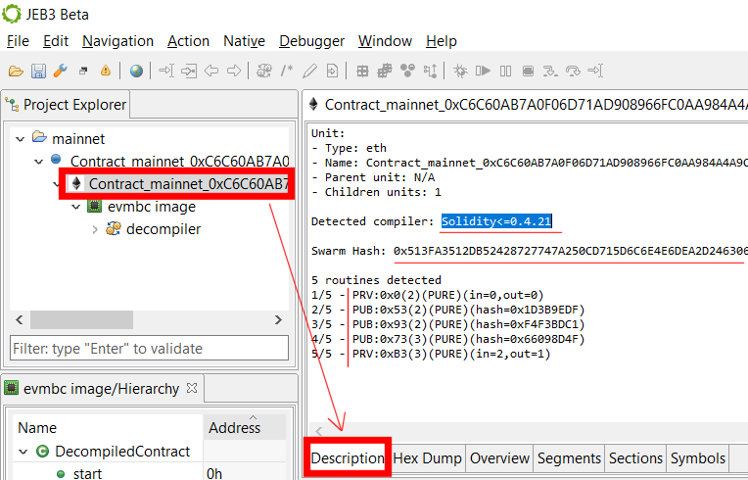 JEB3 Beta
File Edit Navigation Action Native Debugger Window Help
Project Explorer
mainnet
Contract_mainnet_0xC6C60AB7A0
Contract_mainnet_0xC6C60AB7
evmbc image
decompiler
Filter: type "Enter" to validate
evmbc image/Hierarchy
Name Address
DecompiledContract
start 0h
Contract_mainnet_0xC6C60AB7A0F06D71AD908966FC0AA984A4A
Unit:
- Type: eth
- Name: Contract_mainnet_0xC6C60AB7A0F06D71AD908966FC0AA984A4A9C
- Parent unit: N/A
- Children units: 1
Detected compiler: Solidity<=0.4.21
Swarm Hash: 0x513FA3512DB52428727747A250CD715D6C6E4E6DEA2D246306
5 routines detected
1/5 - PRV:0x0(2)(PURE)(in=0,out=0)
2/5 - PUB:0x53(2)(PURE)(hash=0x1D3B9EDF)
3/5 - PUB:0x93(2)(PURE)(hash=0xF4F3BDC1)
4/5 - PUB:0x73(3)(PURE)(hash=0x66098D4F)
5/5 - PRV:0xB3(3)(PURE)(in=2,out=1)
Description Hex Dump Overview Segments Sections Symbols